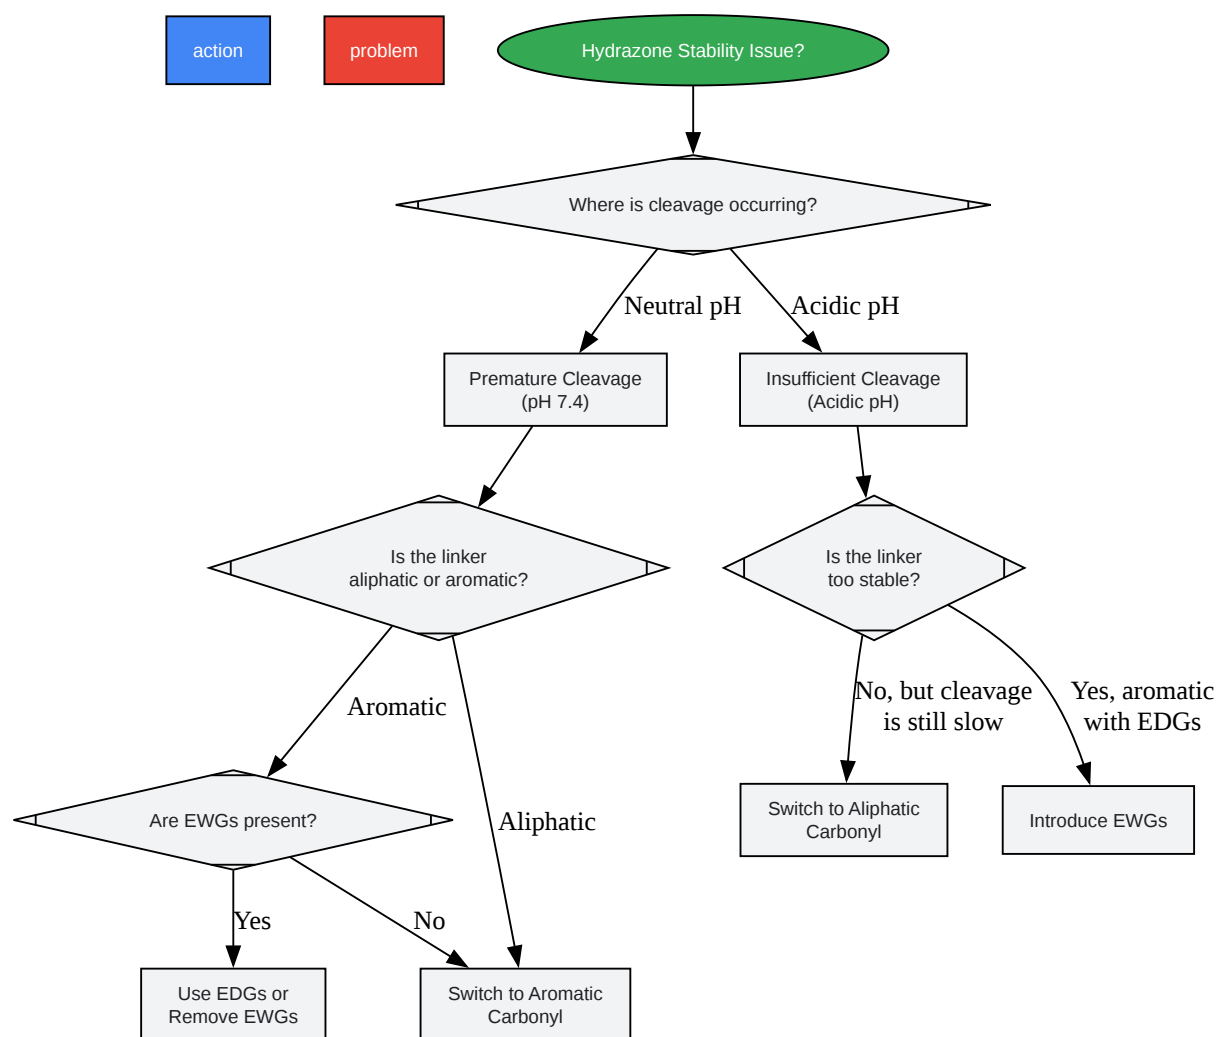 action
problem
Hydrazone Stability Issue?
Where is cleavage occurring?
Neutral pH
Acidic pH
Premature Cleavage
(pH 7.4)
Insufficient Cleavage
(Acidic pH)
Is the linker
aliphatic or aromatic?
Is the linker
too stable?
Aromatic
No, but cleavage
is still slow
Yes, aromatic
with EDGs
Are EWGs present?
Aliphatic
Switch to Aliphatic
Carbonyl
Introduce EWGs
Yes
No
Use EDGs or
Remove EWGs
Switch to Aromatic
Carbonyl